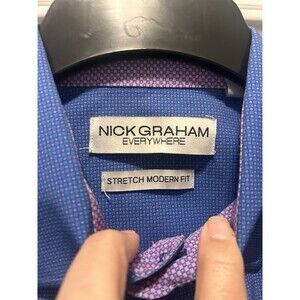 NICK GRAHAM
EVERYWHERE
STRETCH MODERN FIT